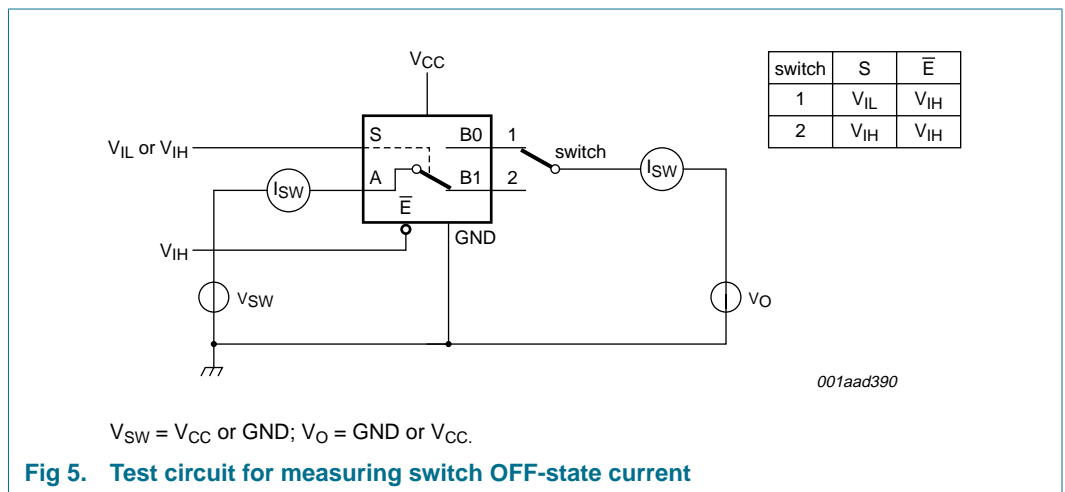 VCC
switch S E
1 VIL VIH
2 VIH VIH
S B0 1
VIL or VIH
switch
ISW
A B1 2
ISW
E
GND
VIH
VSW
VO
001aad390
VSW = VCC or GND; VO = GND or VCC.
Fig 5. Test circuit for measuring switch OFF-state current